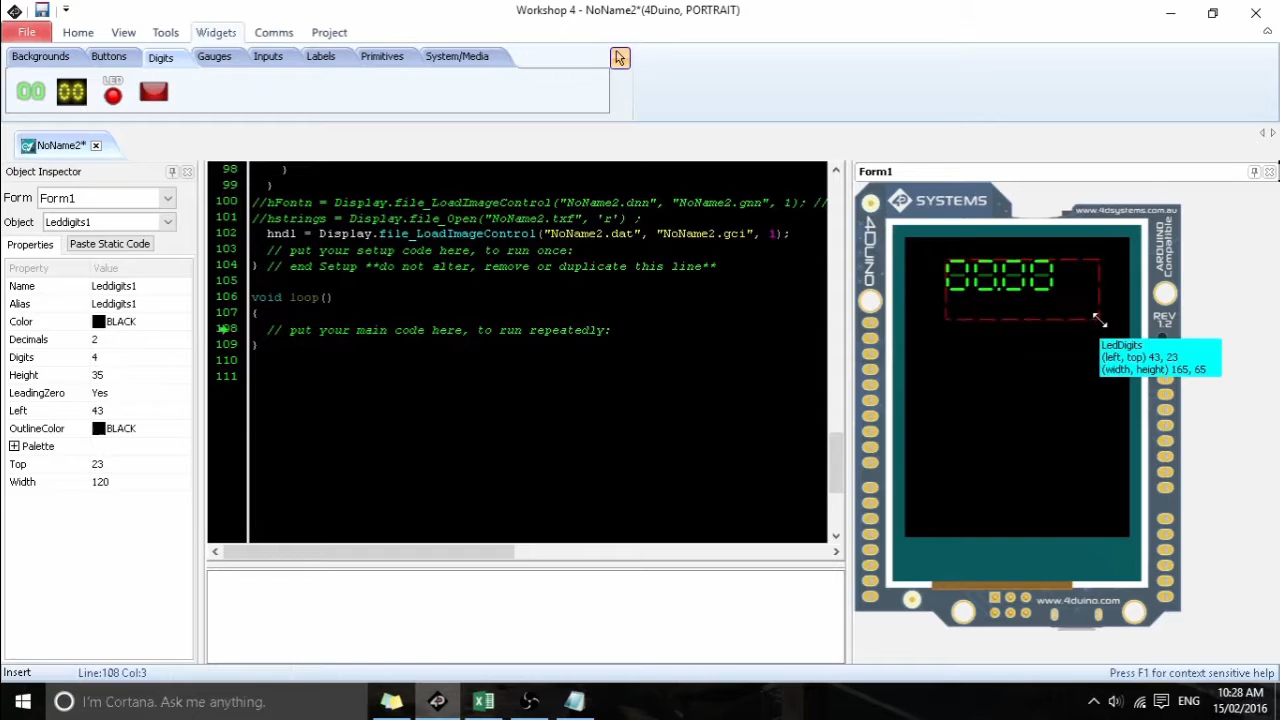 Workshop 4 - NoName2*(4Duino, PORTRAIT)
File Home View Tools Widgets Comms Project
Backgrounds Buttons Digits Gauges Inputs Labels Primitives System/Media
00 00 LED
NoName2*
Object Inspector
Form Form1
Object Leddigits1
Properties Paste Static Code
Property Value
Name Leddigits1
Alias Leddigits1
Color BLACK
Decimals 2
Digits 4
Height 35
LeadingZero Yes
Left 43
OutlineColor BLACK
Palette
Top 23
Width 120
98 }
99 }
100 //hFontn = Display.file_LoadImageControl("NoName2.dnn", "NoName2.gnn", 1); //
101 //hstrings = Display.file_Open("NoName2.txf", 'r') ;
102 hndl = Display.file_LoadImageControl("NoName2.dat", "NoName2.gci", 1);
103 // put your setup code here, to run once:
104 } // end Setup **do not alter, remove or duplicate this line**
105
106 void loop()
107 {
108 // put your main code here, to run repeatedly:
109 }
110
111
Form1
4D SYSTEMS
www.4dsystems.com.au
4DUINO
ARDUINO COMPATIBLE
00.00
REV 1.2
LedDigits
(left, top) 43, 23
(width, height) 165, 65
www.4duino.com
Insert Line:108 Col:3 Press F1 for context sensitive help
I'm Cortana. Ask me anything.
ENG
10:28 AM
15/02/2016